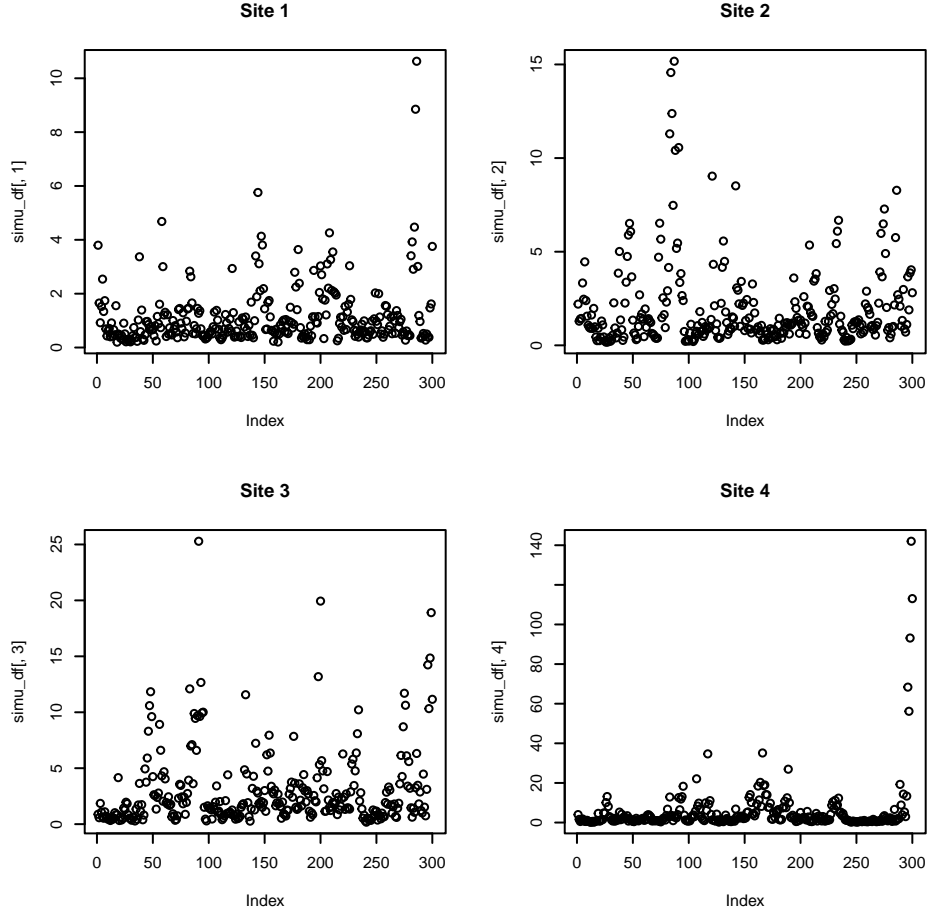 Site 1
simu_df[, 1]
10
8
6
4
2
0
0 50 100 150 200 250 300
Index
Site 2
simu_df[, 2]
15
10
5
0
0 50 100 150 200 250 300
Index
Site 3
simu_df[, 3]
25
20
15
10
5
0
0 50 100 150 200 250 300
Index
Site 4
simu_df[, 4]
140
100
80
60
40
20
0
0 50 100 150 200 250 300
Index